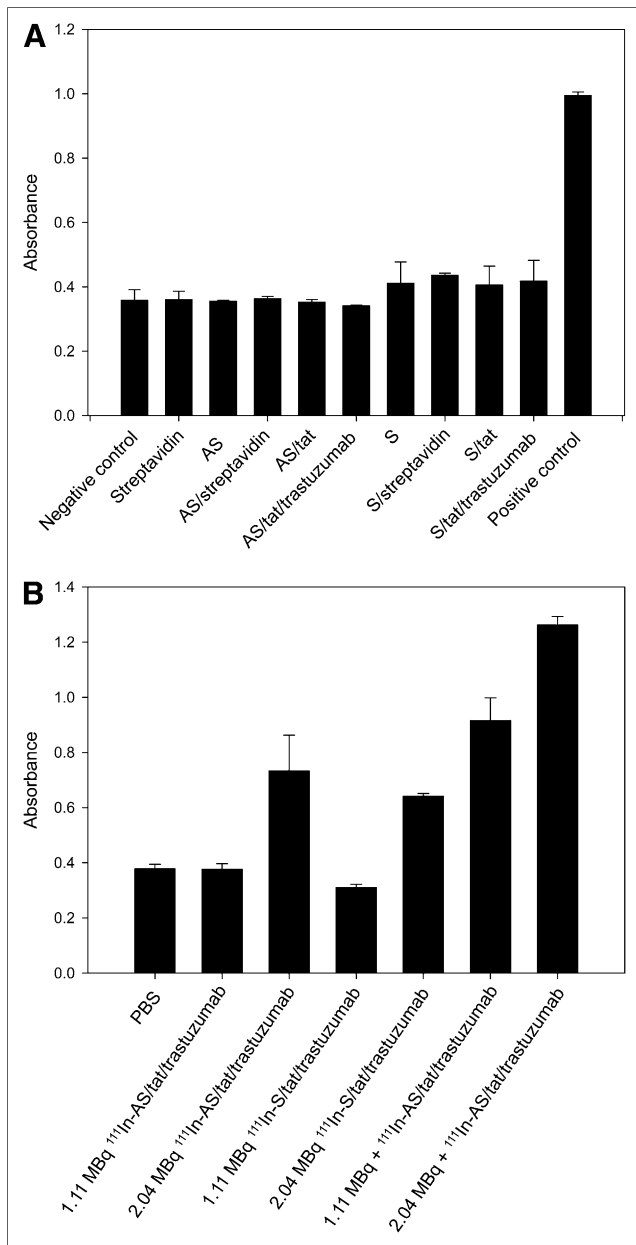 A
1.2
1.0
0.8
0.6
0.4
0.2
0.0
Absorbance
Negative control
Streptavidin
AS
AS/streptavidin
AS/tat
AS/tat/trastuzumab
S
S/streptavidin
S/tat
S/tat/trastuzumab
Positive control
B
1.4
1.2
1.0
0.8
0.6
0.4
0.2
0.0
Absorbance
PBS
1.11 MBq ¹¹¹In-AS/tat/trastuzumab
2.04 MBq ¹¹¹In-AS/tat/trastuzumab
1.11 MBq ¹¹¹In-S/tat/trastuzumab
2.04 MBq ¹¹¹In-S/tat/trastuzumab
1.11 MBq + ¹¹¹In-AS/tat/trastuzumab
2.04 MBq + ¹¹¹In-AS/tat/trastuzumab